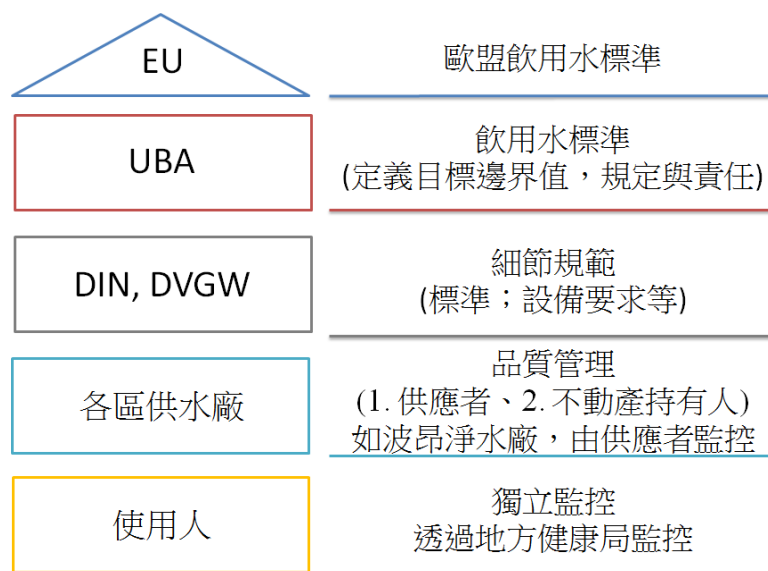 EU
歐盟飲用水標準
UBA
飲用水標準
(定義目標邊界值，規定與責任)
DIN, DVGW
細節規範
(標準；設備要求等)
各區供水廠
品質管理
(1. 供應者、2. 不動產持有人)
如波昂淨水廠，由供應者監控
使用人
獨立監控
透過地方健康局監控